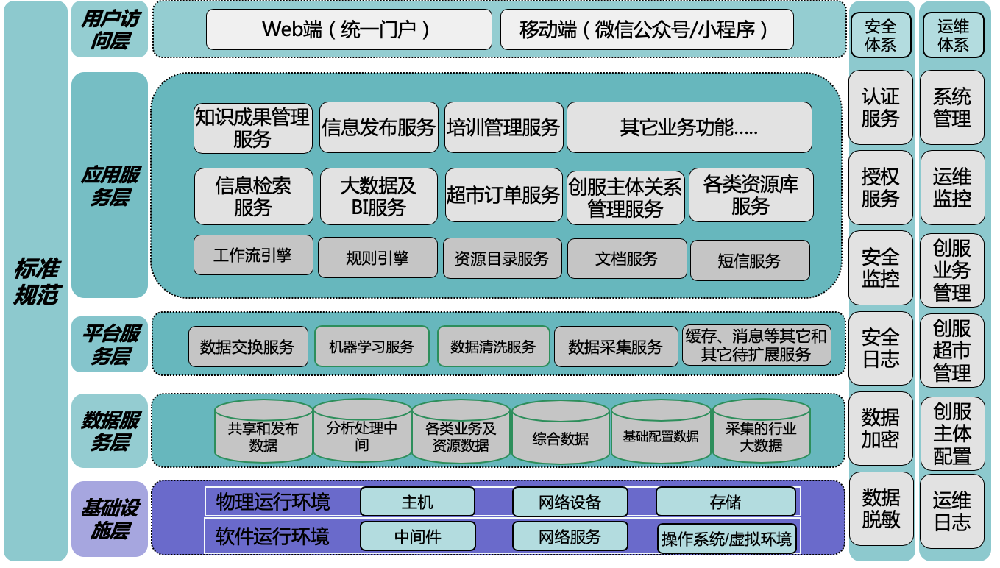 标准
规范
用户访
问层
Web端（统一门户）
移动端（微信公众号/小程序）
应用服
务层
知识成果管理
服务
信息发布服务
培训管理服务
其它业务功能.....
信息检索
服务
大数据及
BI服务
超市订单服务
创服主体关系
管理服务
各类资源库
服务
工作流引擎
规则引擎
资源目录服务
文档服务
短信服务
平台服
务层
数据交换服务
机器学习服务
数据清洗服务
数据采集服务
缓存、消息等其它和
其它待扩展服务
数据服
务层
共享和发布
数据
分析处理中
间
各类业务及
资源数据
综合数据
基础配置数据
采集的行业
大数据
基础设
施层
物理运行环境
主机
网络设备
存储
软件运行环境
中间件
网络服务
操作系统/虚拟环境
安全
体系
认证
服务
授权
服务
安全
监控
安全
日志
数据
加密
数据
脱敏
运维
体系
系统
管理
运维
监控
创服
业务
管理
创服
超市
管理
创服
主体
配置
运维
日志